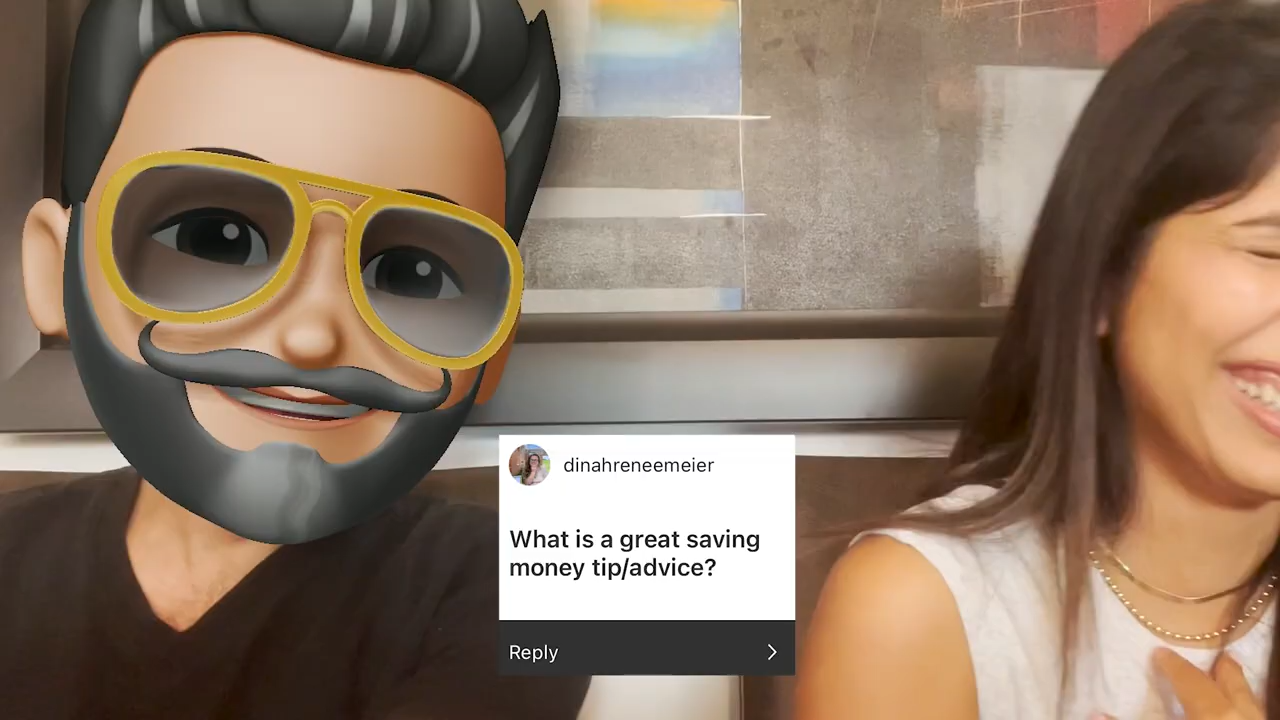 dinahreneemeier
What is a great saving
money tip/advice?
Reply